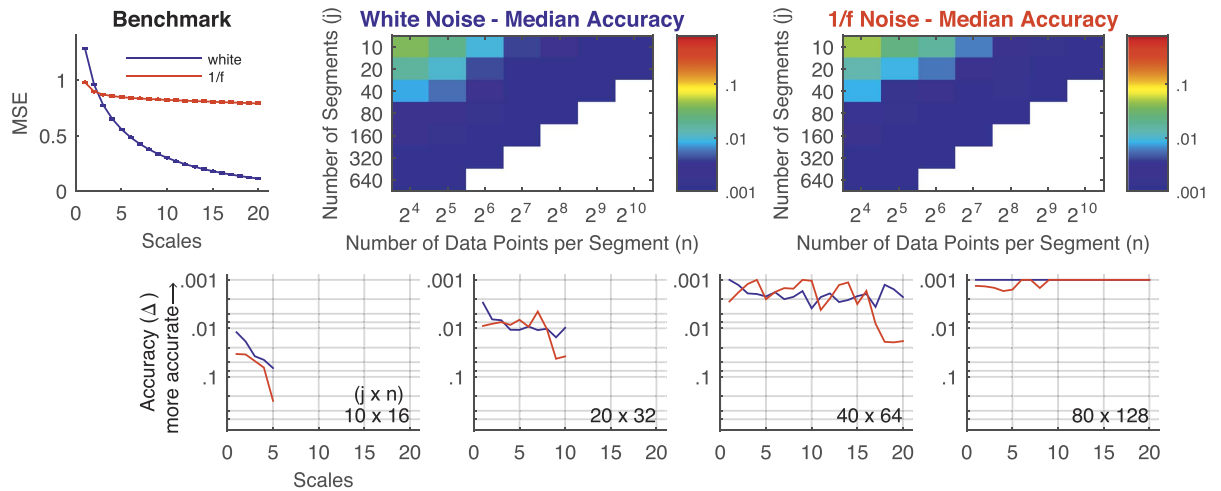 Benchmark
White Noise - Median Accuracy
1/f Noise - Median Accuracy
MSE
1
0.5
0
white
1/f
0 5 10 15 20
Scales
Number of Segments (j)
10
20
40
80
160
320
640
2^4 2^5 2^6 2^7 2^8 2^9 2^10
Number of Data Points per Segment (n)
.1
.01
.001
Number of Segments (j)
10
20
40
80
160
320
640
2^4 2^5 2^6 2^7 2^8 2^9 2^10
Number of Data Points per Segment (n)
.1
.01
.001
Accuracy (Δ)
more accurate→
.001
.01
.1
(j x n)
10 x 16
0 5 10 15 20
Scales
.001
.01
.1
20 x 32
0 5 10 15 20
.001
.01
.1
40 x 64
0 5 10 15 20
.001
.01
.1
80 x 128
0 5 10 15 20